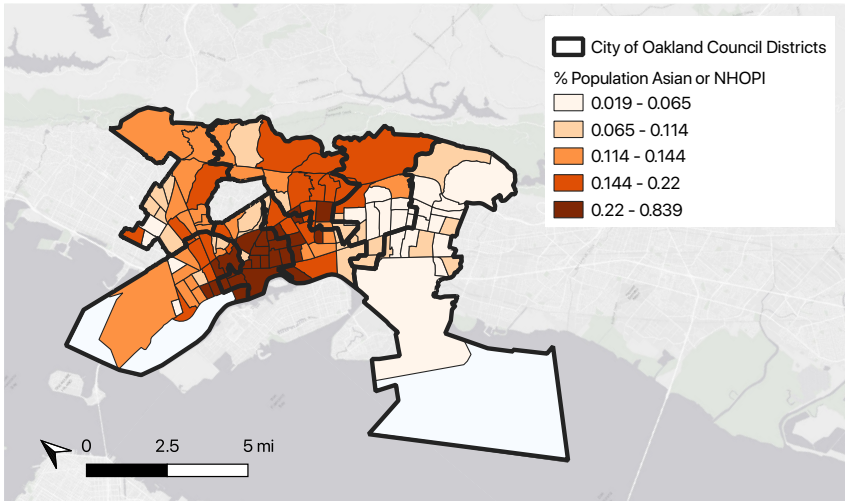 City of Oakland Council Districts
% Population Asian or NHOPI
0.019 - 0.065
0.065 - 0.114
0.114 - 0.144
0.144 - 0.22
0.22 - 0.839
0 2.5 5 mi